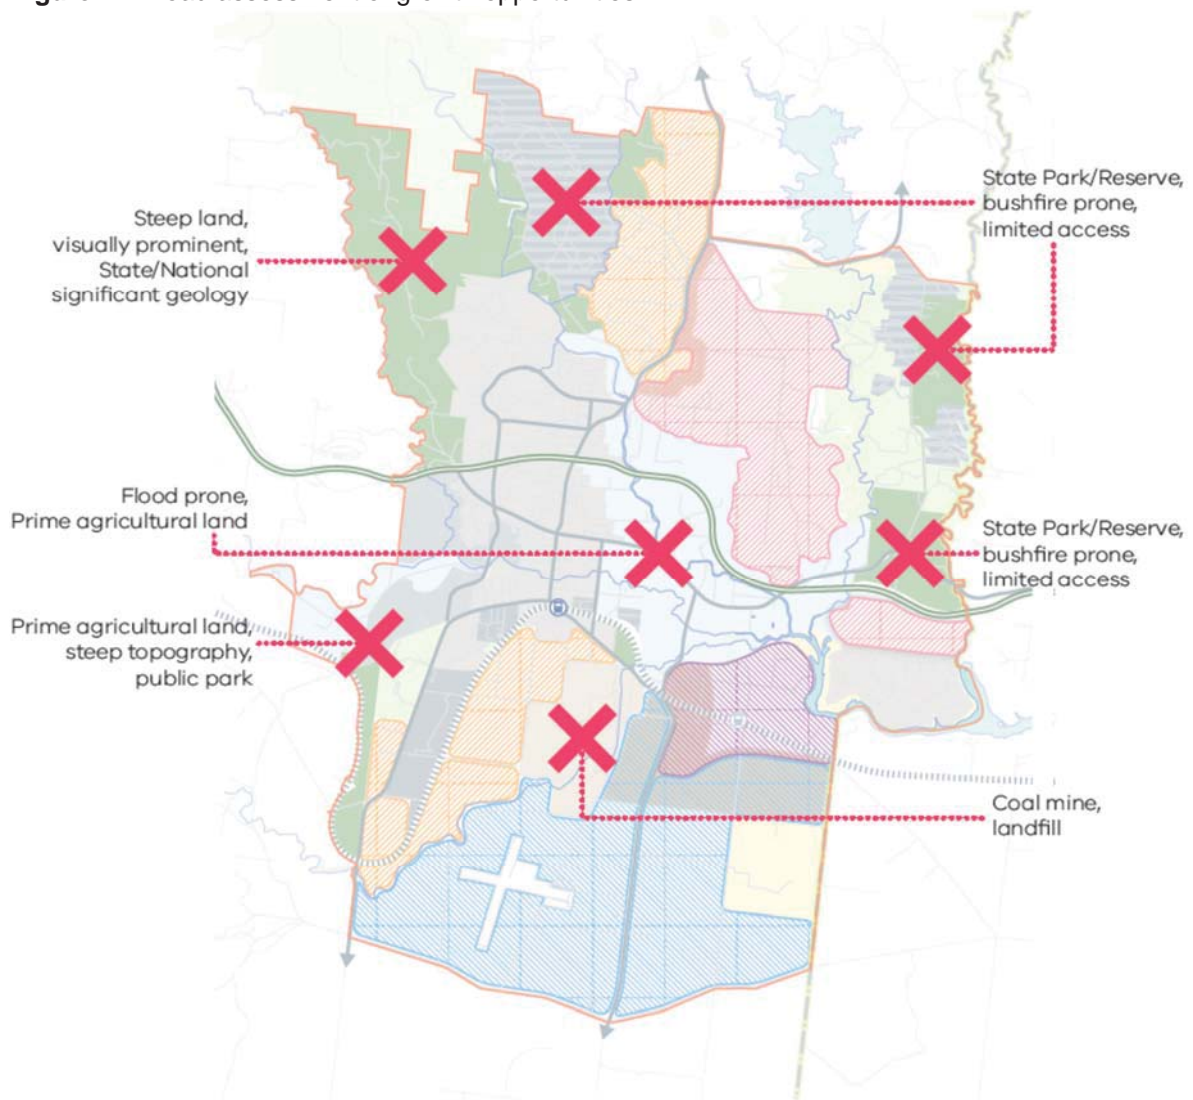 State Park/Reserve,
bushfire prone,
limited access
Steep land,
visually prominent,
State/National
significant geology
Flood prone,
Prime agricultural land
State Park/Reserve,
bushfire prone,
limited access
Prime agricultural land,
steep topography,
public park
Coal mine,
landfill